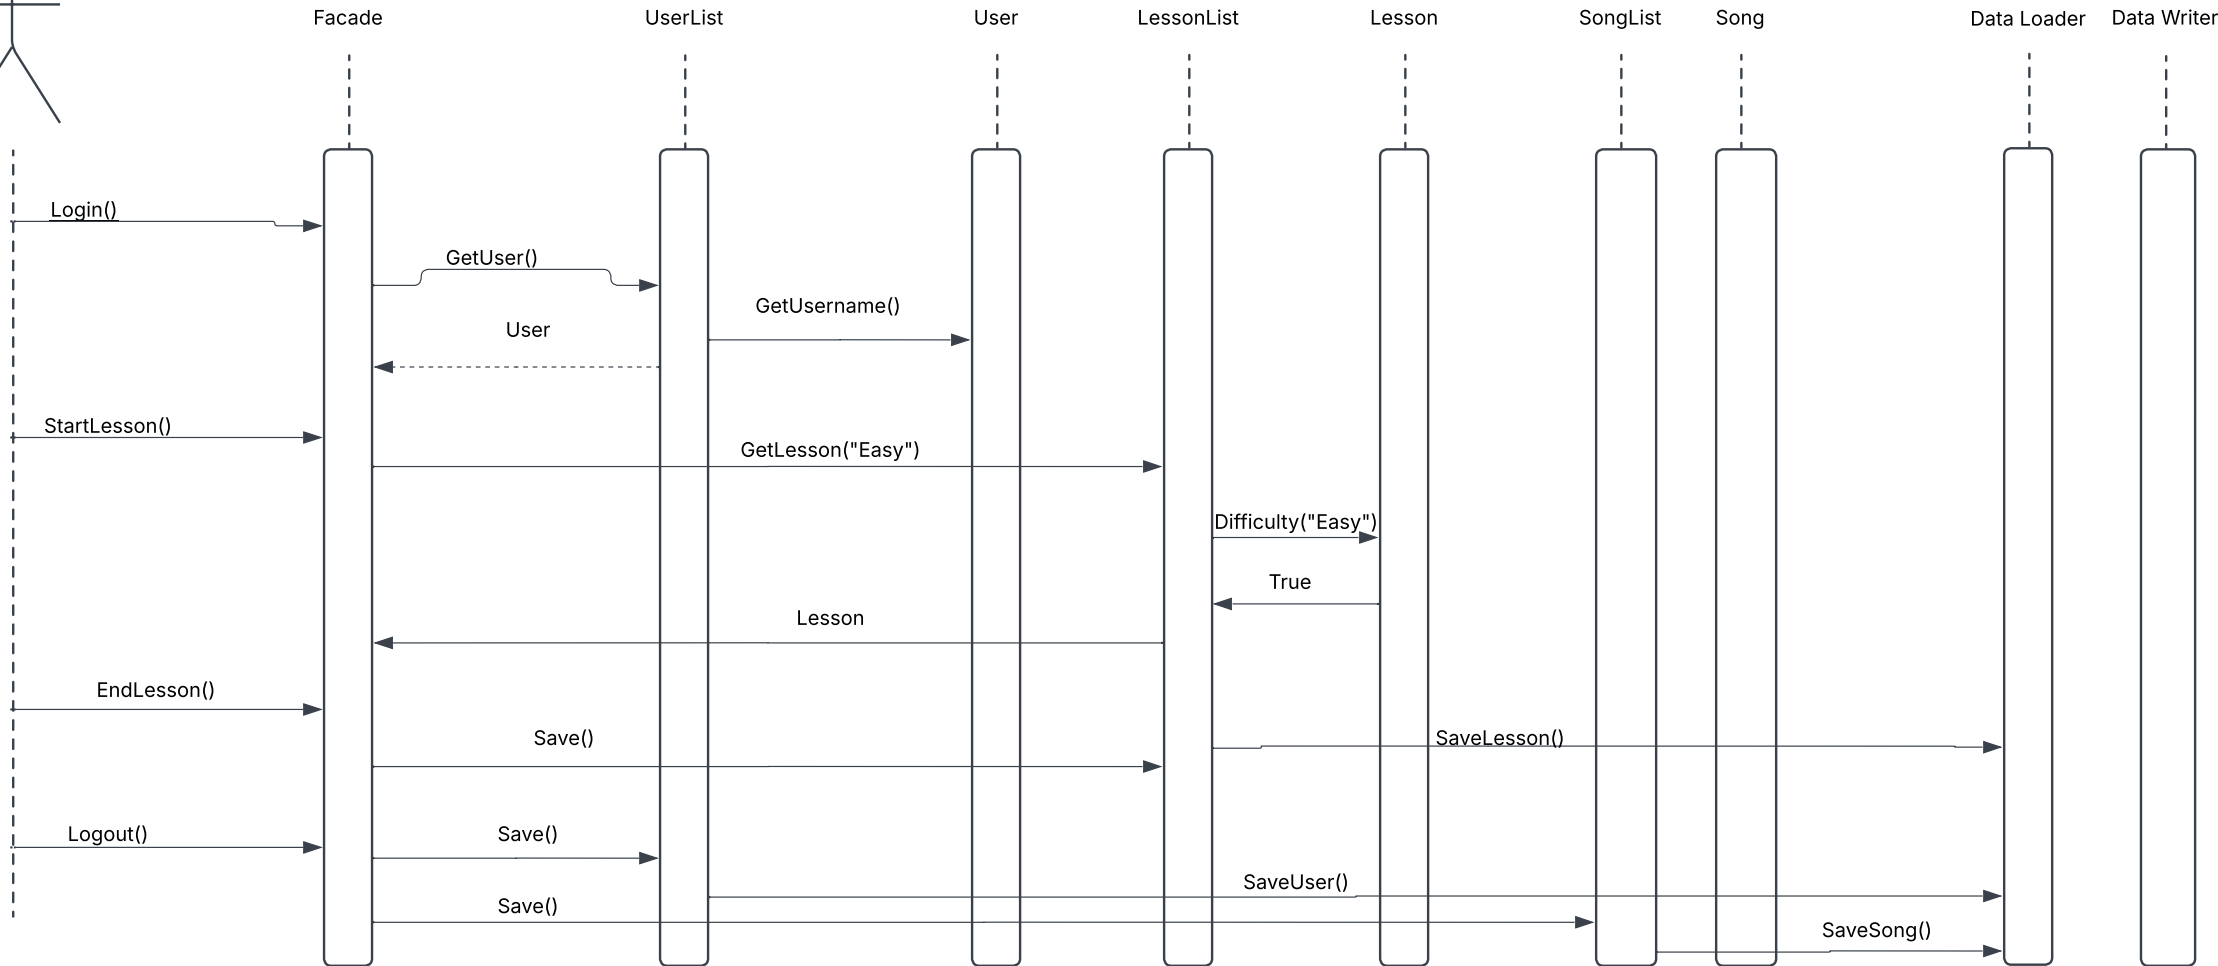 Facade
UserList
User
LessonList
Lesson
SongList
Song
Data Loader
Data Writer
Login()
GetUser()
GetUsername()
User
StartLesson()
GetLesson("Easy")
Difficulty("Easy")
True
Lesson
EndLesson()
Save()
SaveLesson()
Logout()
Save()
SaveUser()
Save()
SaveSong()